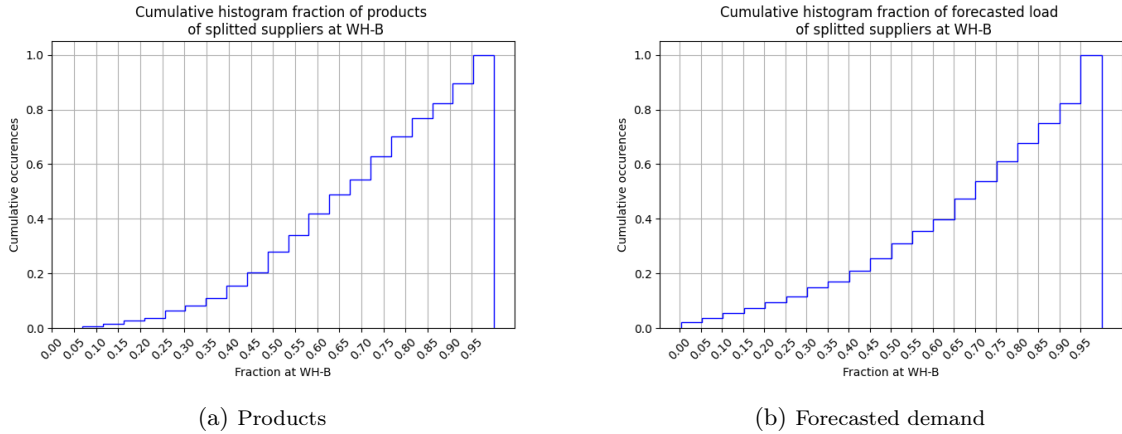 Cumulative histogram fraction of products
of splitted suppliers at WH-B
Cumulative occurences
1.0
0.8
0.6
0.4
0.2
0.0
0.00 0.05 0.10 0.15 0.20 0.25 0.30 0.35 0.40 0.45 0.50 0.55 0.60 0.65 0.70 0.75 0.80 0.85 0.90 0.95
Fraction at WH-B
(a) Products
Cumulative histogram fraction of forecasted load
of splitted suppliers at WH-B
Cumulative occurences
1.0
0.8
0.6
0.4
0.2
0.0
0.00 0.05 0.10 0.15 0.20 0.25 0.30 0.35 0.40 0.45 0.50 0.55 0.60 0.65 0.70 0.75 0.80 0.85 0.90 0.95
Fraction at WH-B
(b) Forecasted demand